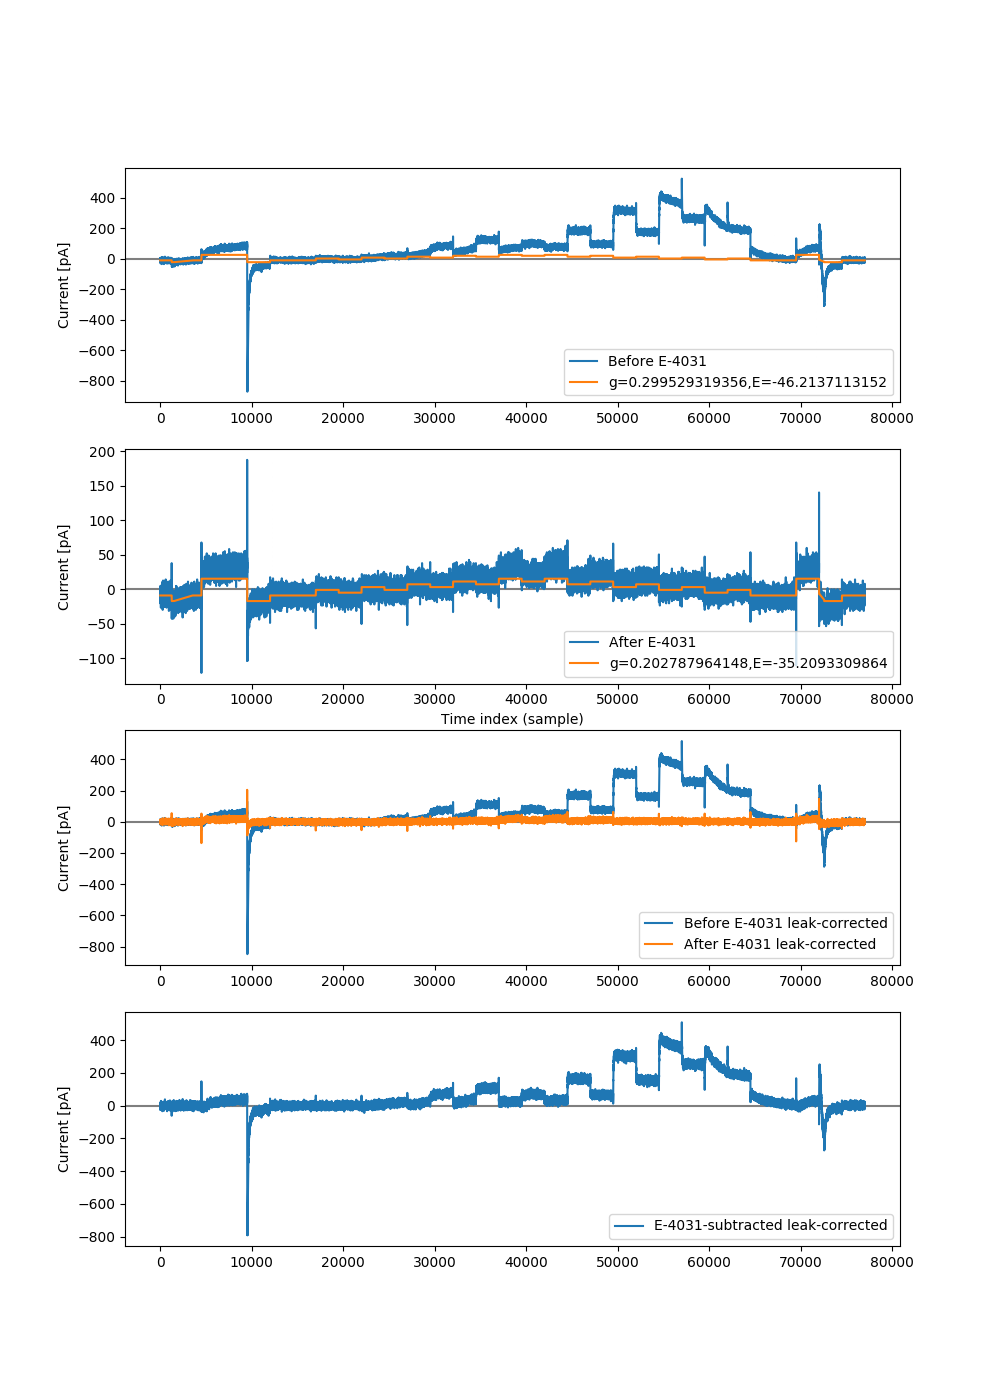 400
200
0
−200
−400
−600
−800
Current [pA]
Before E-4031
g=0.299529319356,E=-46.2137113152
0 10000 20000 30000 40000 50000 60000 70000 80000
200
150
100
50
0
−50
−100
Current [pA]
After E-4031
g=0.202787964148,E=-35.2093309864
0 10000 20000 30000 40000 50000 60000 70000 80000
Time index (sample)
400
200
0
−200
−400
−600
−800
Current [pA]
Before E-4031 leak-corrected
After E-4031 leak-corrected
0 10000 20000 30000 40000 50000 60000 70000 80000
400
200
0
−200
−400
−600
−800
Current [pA]
E-4031-subtracted leak-corrected
0 10000 20000 30000 40000 50000 60000 70000 80000